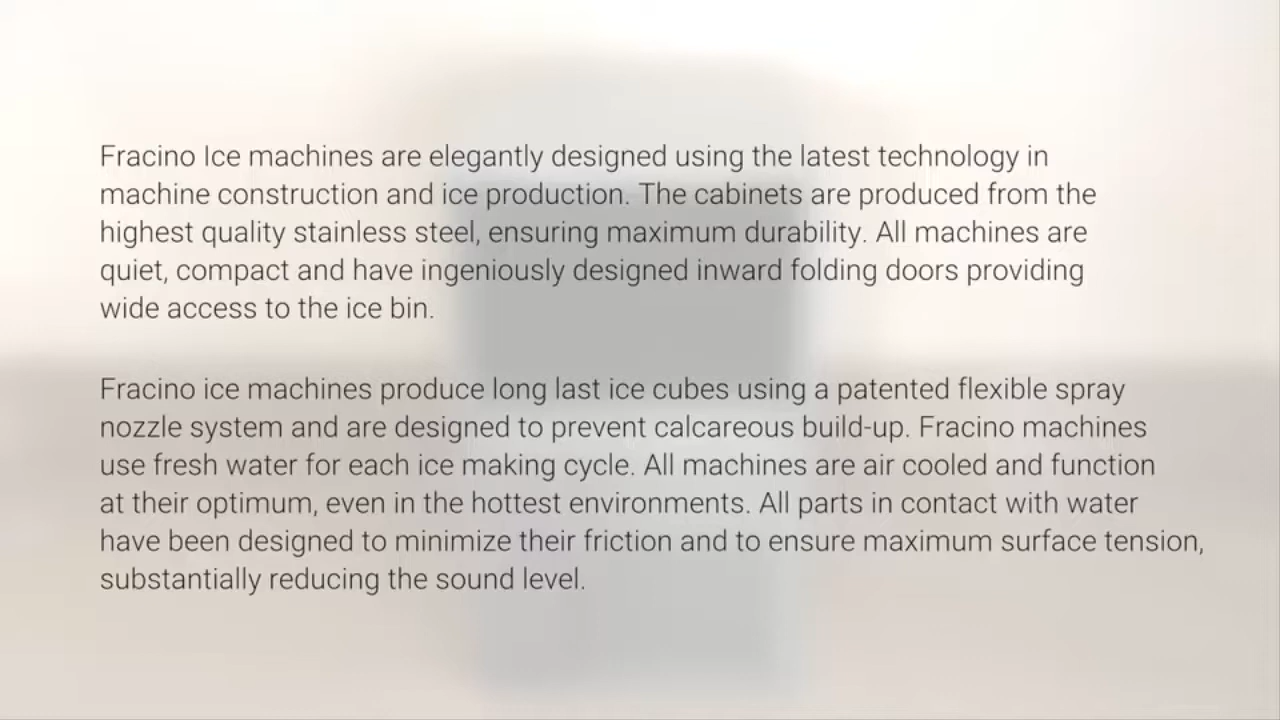 Fracino Ice machines are elegantly designed using the latest technology in
machine construction and ice production. The cabinets are produced from the
highest quality stainless steel, ensuring maximum durability. All machines are
quiet, compact and have ingeniously designed inward folding doors providing
wide access to the ice bin.
Fracino ice machines produce long last ice cubes using a patented flexible spray
nozzle system and are designed to prevent calcareous build-up. Fracino machines
use fresh water for each ice making cycle. All machines are air cooled and function
at their optimum, even in the hottest environments. All parts in contact with water
have been designed to minimize their friction and to ensure maximum surface tension,
substantially reducing the sound level.